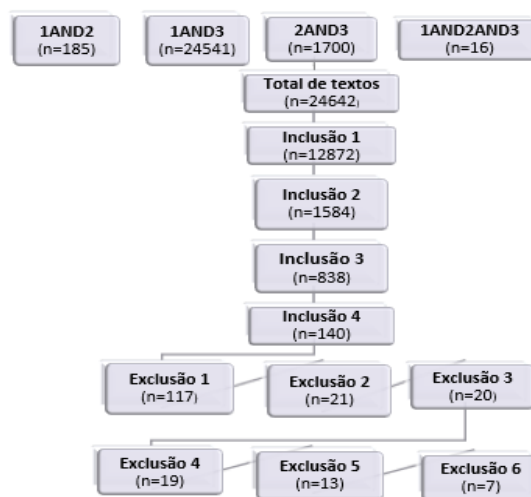 1AND2
(n=185)
1AND3
(n=24541)
2AND3
(n=1700)
1AND2AND3
(n=16)
Total de textos
(n=24642)
Inclusão 1
(n=12872)
Inclusão 2
(n=1584)
Inclusão 3
(n=838)
Inclusão 4
(n=140)
Exclusão 1
(n=117)
Exclusão 2
(n=21)
Exclusão 3
(n=20)
Exclusão 4
(n=19)
Exclusão 5
(n=13)
Exclusão 6
(n=7)